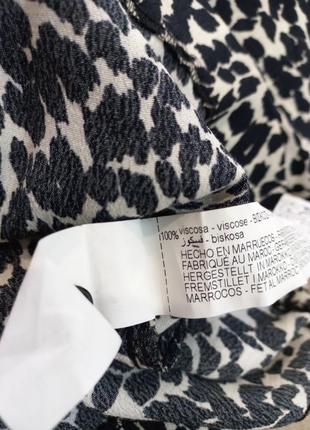 100% viscosa - viscose -
فسكوز - biskosa
HECHO EN MARRUECOS
FABRIQUÉ AU MAROC
HERGESTELLT IN MAROKKO
FREMSTILLET I MAROKKO
MARROCOS - FET AL MARROC